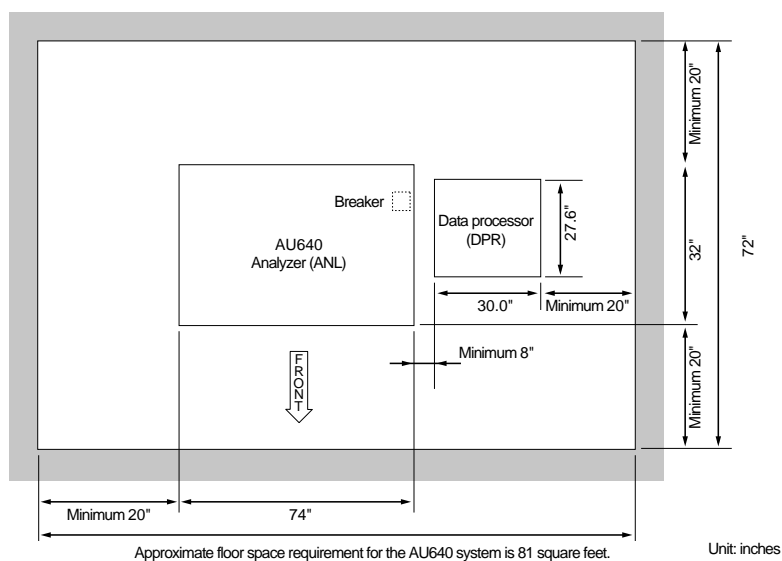 Minimum 20"
Breaker
AU640
Analyzer (ANL)
Data processor
(DPR)
27.6"
32"
72"
30.0"
Minimum 20"
Minimum 8"
FRONT
Minimum 20"
Minimum 20"
74"
Approximate floor space requirement for the AU640 system is 81 square feet.
Unit: inches